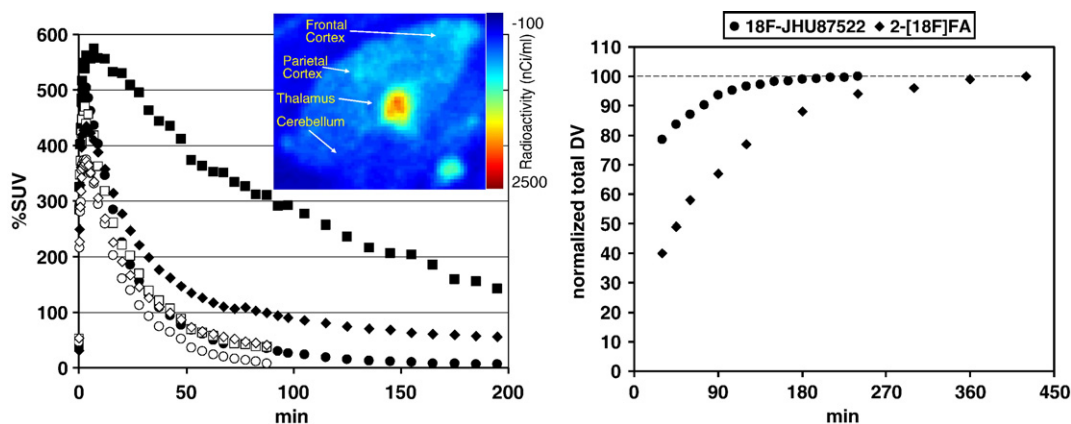 600
500
400
300
200
100
0
%SUV
0
50
100
150
200
min
Frontal
Cortex
Parietal
Cortex
Thalamus
Cerebellum
-100
2500
Radioactivity (nCi/ml)
18F-JHU87522
2-[18F]FA
110
100
90
80
70
60
50
40
30
20
10
0
normalized total DV
0
90
180
270
360
450
min